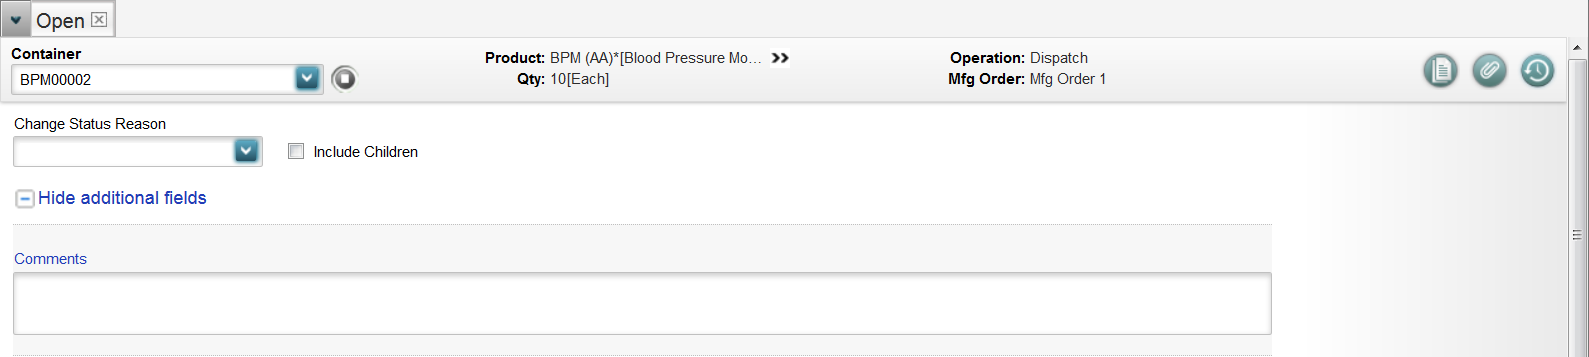 Open
Container
BPM00002
Product: BPM (AA)*[Blood Pressure Mo...
Qty: 10[Each]
Operation: Dispatch
Mfg Order: Mfg Order 1
Change Status Reason
Include Children
Hide additional fields
Comments